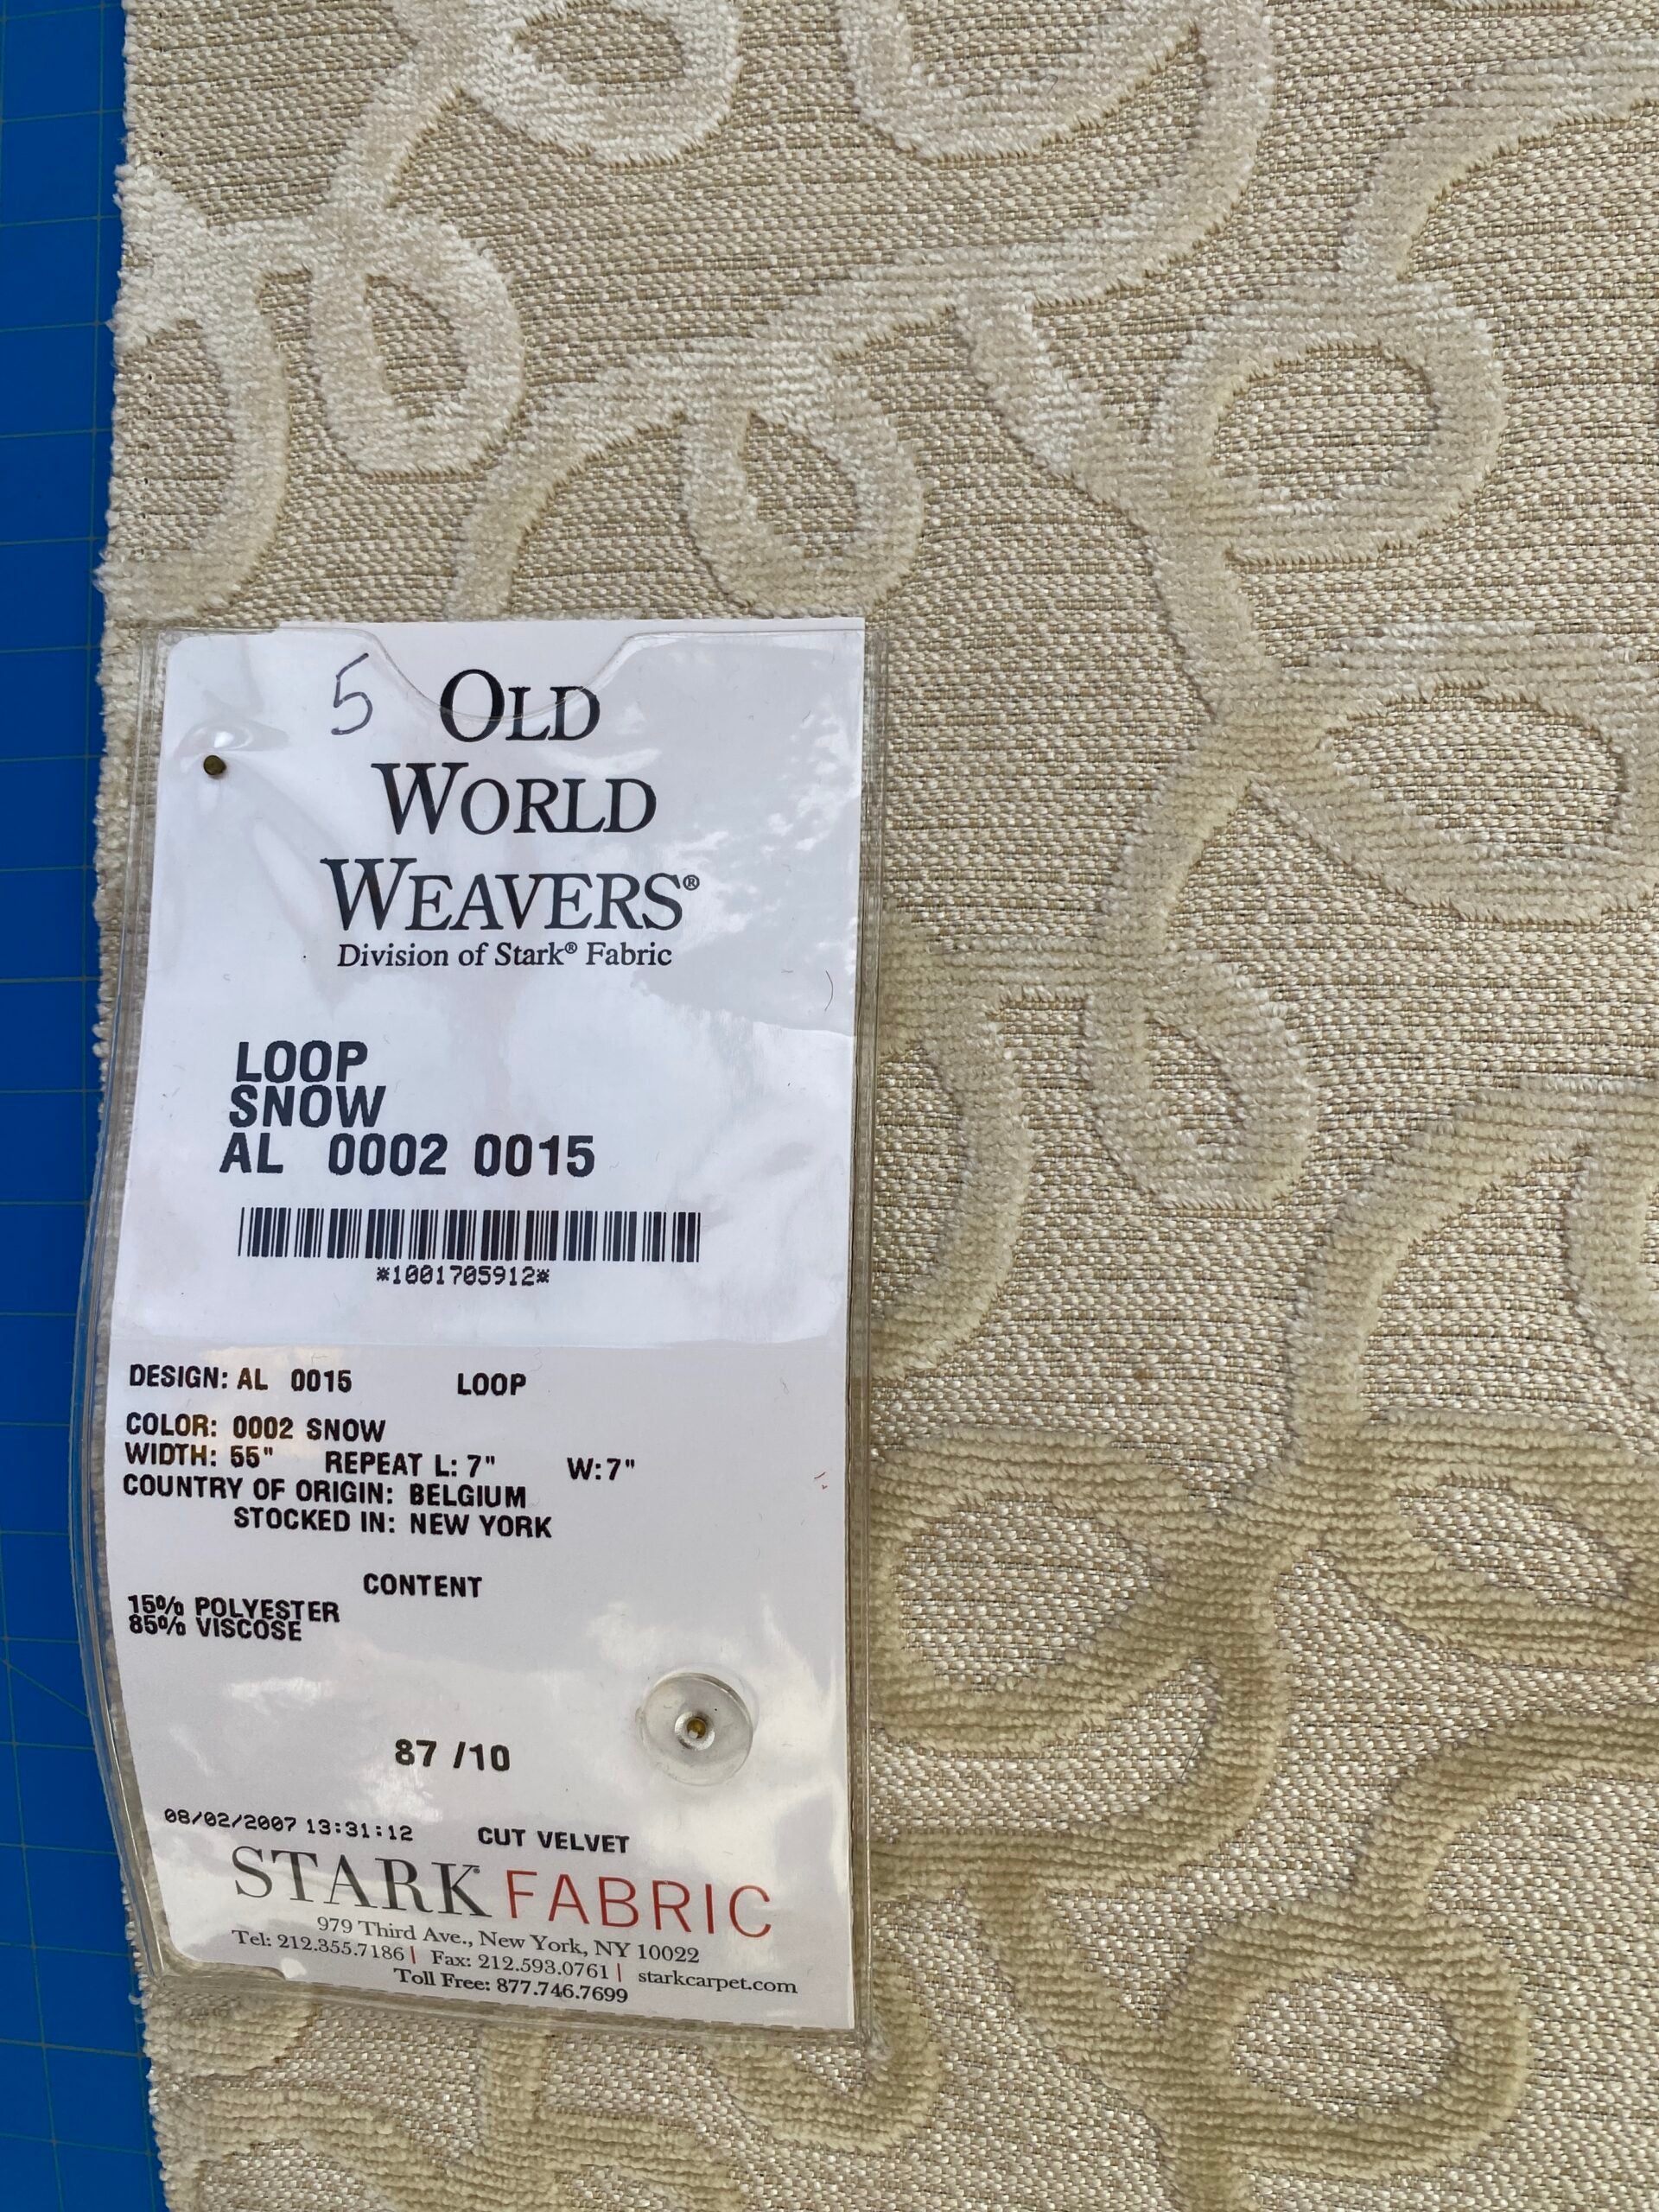 5
OLD
WORLD
WEAVERS®
Division of Stark® Fabric
LOOP
SNOW
AL 0002 0015
*1001705912*
DESIGN: AL 0015 LOOP
COLOR: 0002 SNOW
WIDTH: 55" REPEAT L: 7" W:7"
COUNTRY OF ORIGIN: BELGIUM
STOCKED IN: NEW YORK
CONTENT
15% POLYESTER
85% VISCOSE
87 /10
08/02/2007 13:31:12 CUT VELVET
STARK FABRIC
979 Third Ave., New York, NY 10022
Tel: 212.355.7186 | Fax: 212.593.0761 | starkcarpet.com
Toll Free: 877.746.7699